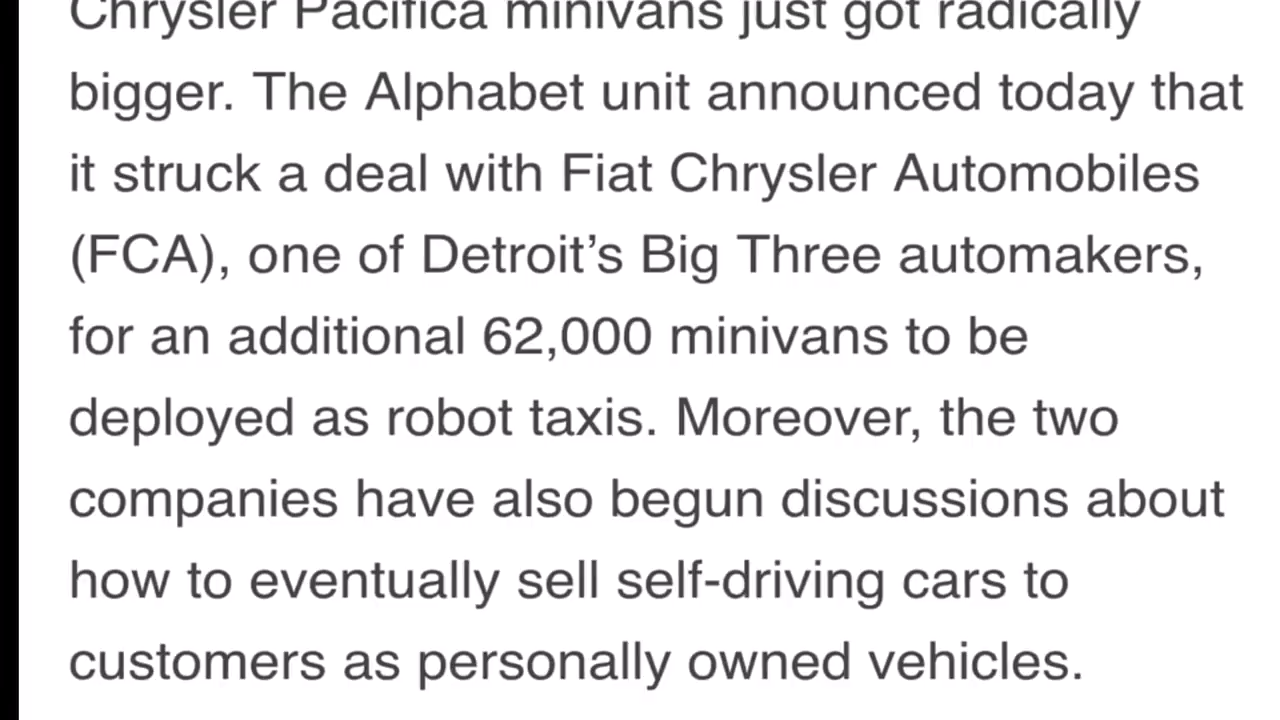 Chrysler Pacifica minivans just got radically
bigger. The Alphabet unit announced today that
it struck a deal with Fiat Chrysler Automobiles
(FCA), one of Detroit’s Big Three automakers,
for an additional 62,000 minivans to be
deployed as robot taxis. Moreover, the two
companies have also begun discussions about
how to eventually sell self-driving cars to
customers as personally owned vehicles.